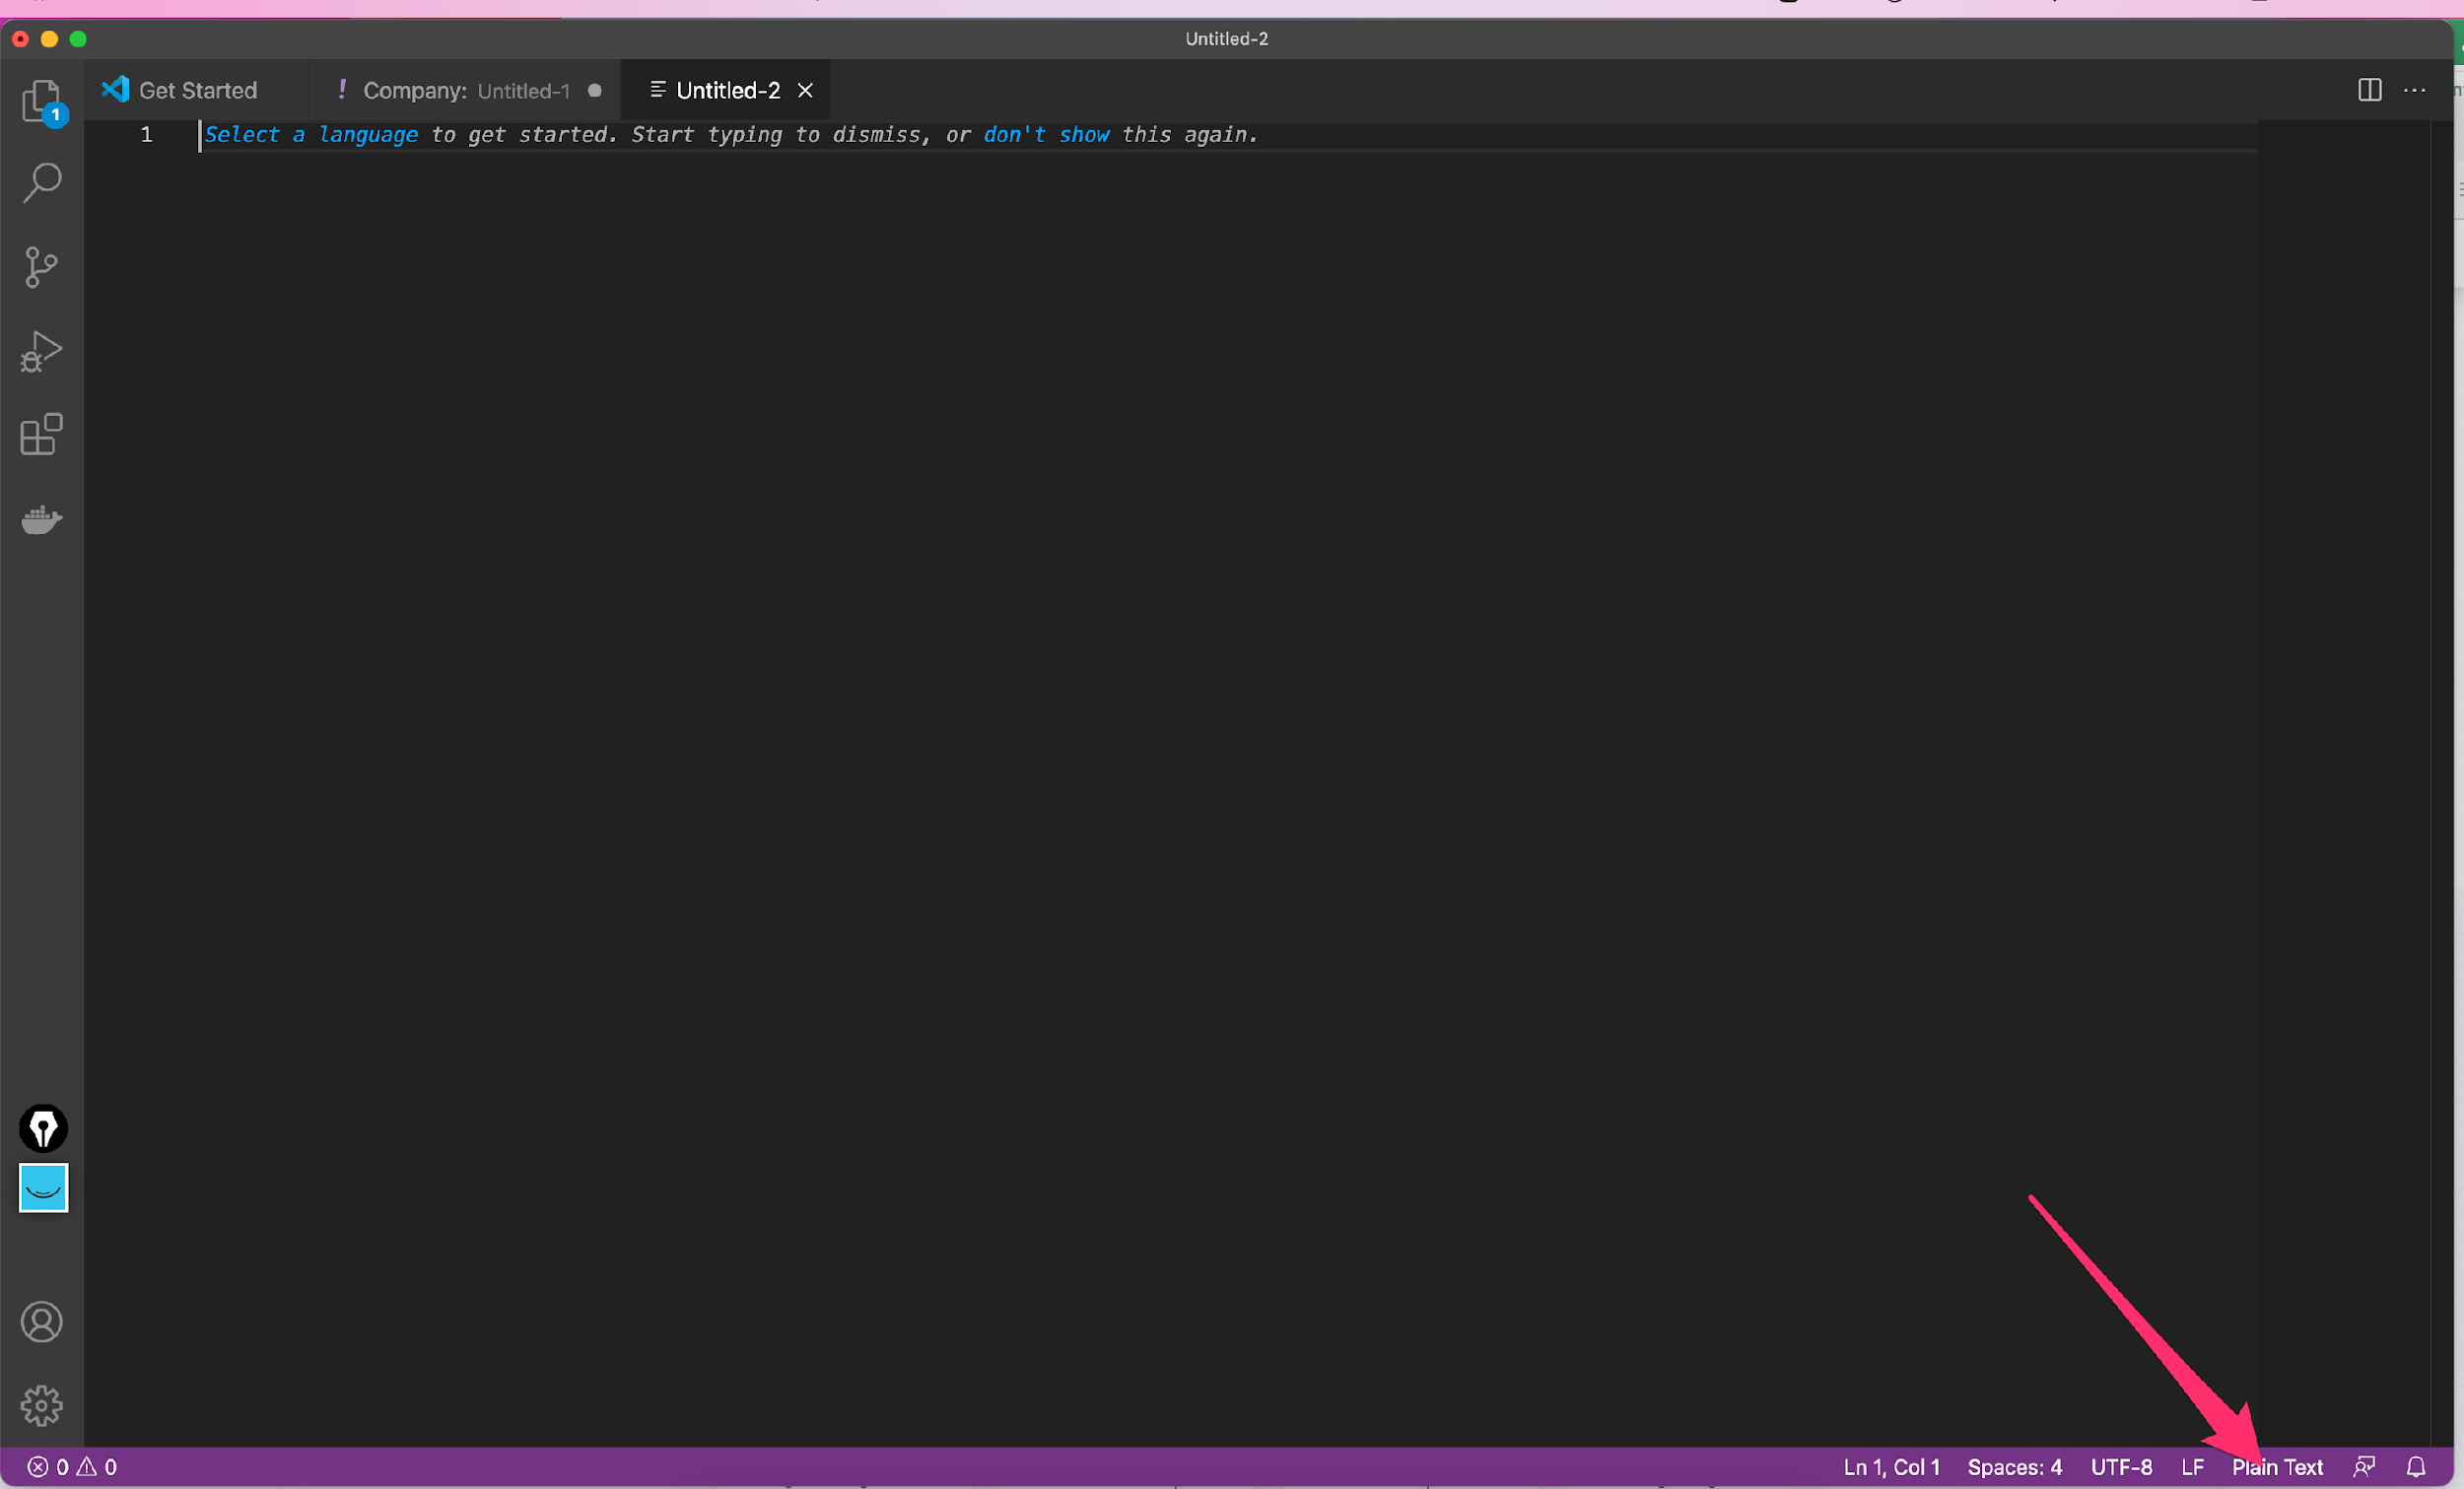 Untitled-2
Get Started
! Company: Untitled-1
Untitled-2
1
1 Select a language to get started. Start typing to dismiss, or don't show this again.
0 0 Ln 1, Col 1 Spaces: 4 UTF-8 LF Plain Text